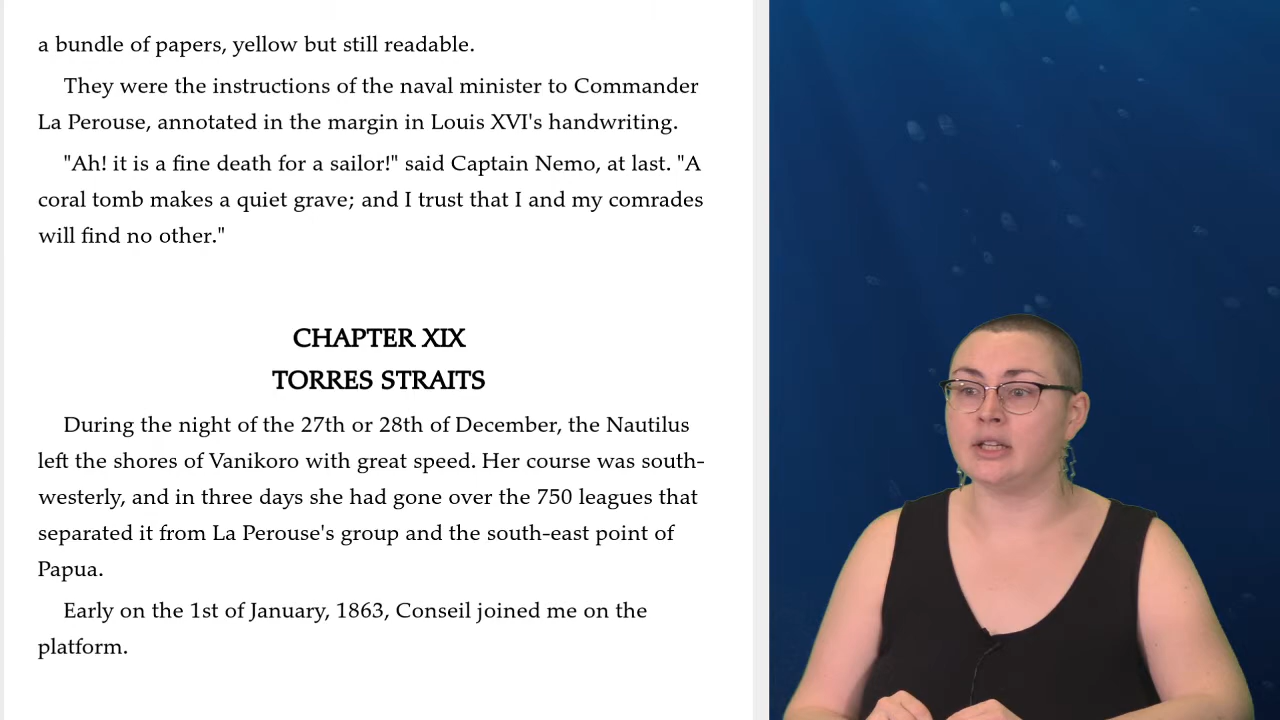 a bundle of papers, yellow but still readable.
They were the instructions of the naval minister to Commander
La Perouse, annotated in the margin in Louis XVI's handwriting.
"Ah! it is a fine death for a sailor!" said Captain Nemo, at last. "A
coral tomb makes a quiet grave; and I trust that I and my comrades
will find no other."
CHAPTER XIX
TORRES STRAITS
During the night of the 27th or 28th of December, the Nautilus
left the shores of Vanikoro with great speed. Her course was south-
westerly, and in three days she had gone over the 750 leagues that
separated it from La Perouse's group and the south-east point of
Papua.
Early on the 1st of January, 1863, Conseil joined me on the
platform.